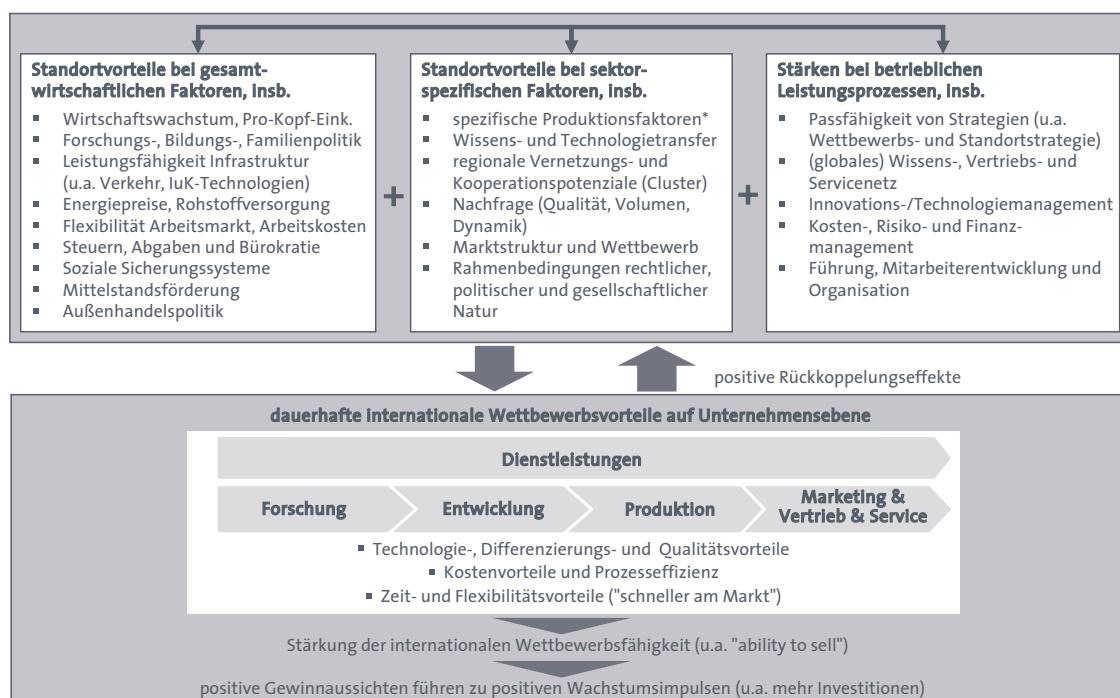 Standortvorteile bei gesamt-
wirtschaftlichen Faktoren, insb.
▪ Wirtschaftswachstum, Pro-Kopf-Eink.
▪ Forschungs-, Bildungs-, Familienpolitik
▪ Leistungsfähigkeit Infrastruktur
(u.a. Verkehr, IuK-Technologien)
▪ Energiepreise, Rohstoffversorgung
▪ Flexibilität Arbeitsmarkt, Arbeitskosten
▪ Steuern, Abgaben und Bürokratie
▪ Soziale Sicherungssysteme
▪ Mittelstandsförderung
▪ Außenhandelspolitik
+
Standortvorteile bei sektor-
spezifischen Faktoren, insb.
▪ spezifische Produktionsfaktoren*
▪ Wissens- und Technologietransfer
▪ regionale Vernetzungs- und
Kooperationspotenziale (Cluster)
▪ Nachfrage (Qualität, Volumen,
Dynamik)
▪ Marktstruktur und Wettbewerb
▪ Rahmenbedingungen rechtlicher,
politischer und gesellschaftlicher
Natur
+
Stärken bei betrieblichen
Leistungsprozessen, insb.
▪ Passfähigkeit von Strategien (u.a.
Wettbewerbs- und Standortstrategie)
▪ (globales) Wissens-, Vertriebs- und
Servicenetz
▪ Innovations-/Technologiemanagement
▪ Kosten-, Risiko- und Finanz-
management
▪ Führung, Mitarbeiterentwicklung und
Organisation
positive Rückkoppelungseffekte
dauerhafte internationale Wettbewerbsvorteile auf Unternehmensebene
Dienstleistungen
Forschung
Entwicklung
Produktion
Marketing &
Vertrieb & Service
▪ Technologie-, Differenzierungs- und Qualitätsvorteile
▪ Kostenvorteile und Prozesseffizienz
▪ Zeit- und Flexibilitätsvorteile ("schneller am Markt")
Stärkung der internationalen Wettbewerbsfähigkeit (u.a. "ability to sell")
positive Gewinnaussichten führen zu positiven Wachstumsimpulsen (u.a. mehr Investitionen)